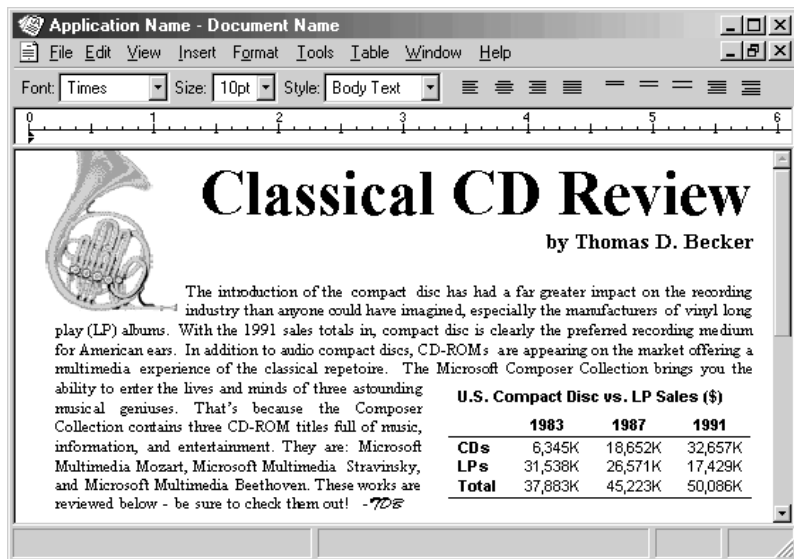 Application Name - Document Name
File Edit View Insert Format Tools Table Window Help
Font: Times Size: 10pt Style: Body Text
0 1 2 3 4 5 6
Classical CD Review
by Thomas D. Becker
The introduction of the compact disc has had a far greater impact on the recording
industry than anyone could have imagined, especially the manufacturers of vinyl long
play (LP) albums. With the 1991 sales totals in, compact disc is clearly the preferred recording medium
for American ears. In addition to audio compact discs, CD-ROMs are appearing on the market offering a
multimedia experience of the classical repetoire. The Microsoft Composer Collection brings you the
ability to enter the lives and minds of three astounding
musical geniuses. That's because the Composer
Collection contains three CD-ROM titles full of music,
information, and entertainment. They are: Microsoft
Multimedia Mozart, Microsoft Multimedia Stravinsky,
and Microsoft Multimedia Beethoven. These works are
reviewed below - be sure to check them out! -TDB
U.S. Compact Disc vs. LP Sales ($)
1983 1987 1991
CDs 6,345K 18,652K 32,657K
LPs 31,538K 26,571K 17,429K
Total 37,883K 45,223K 50,086K